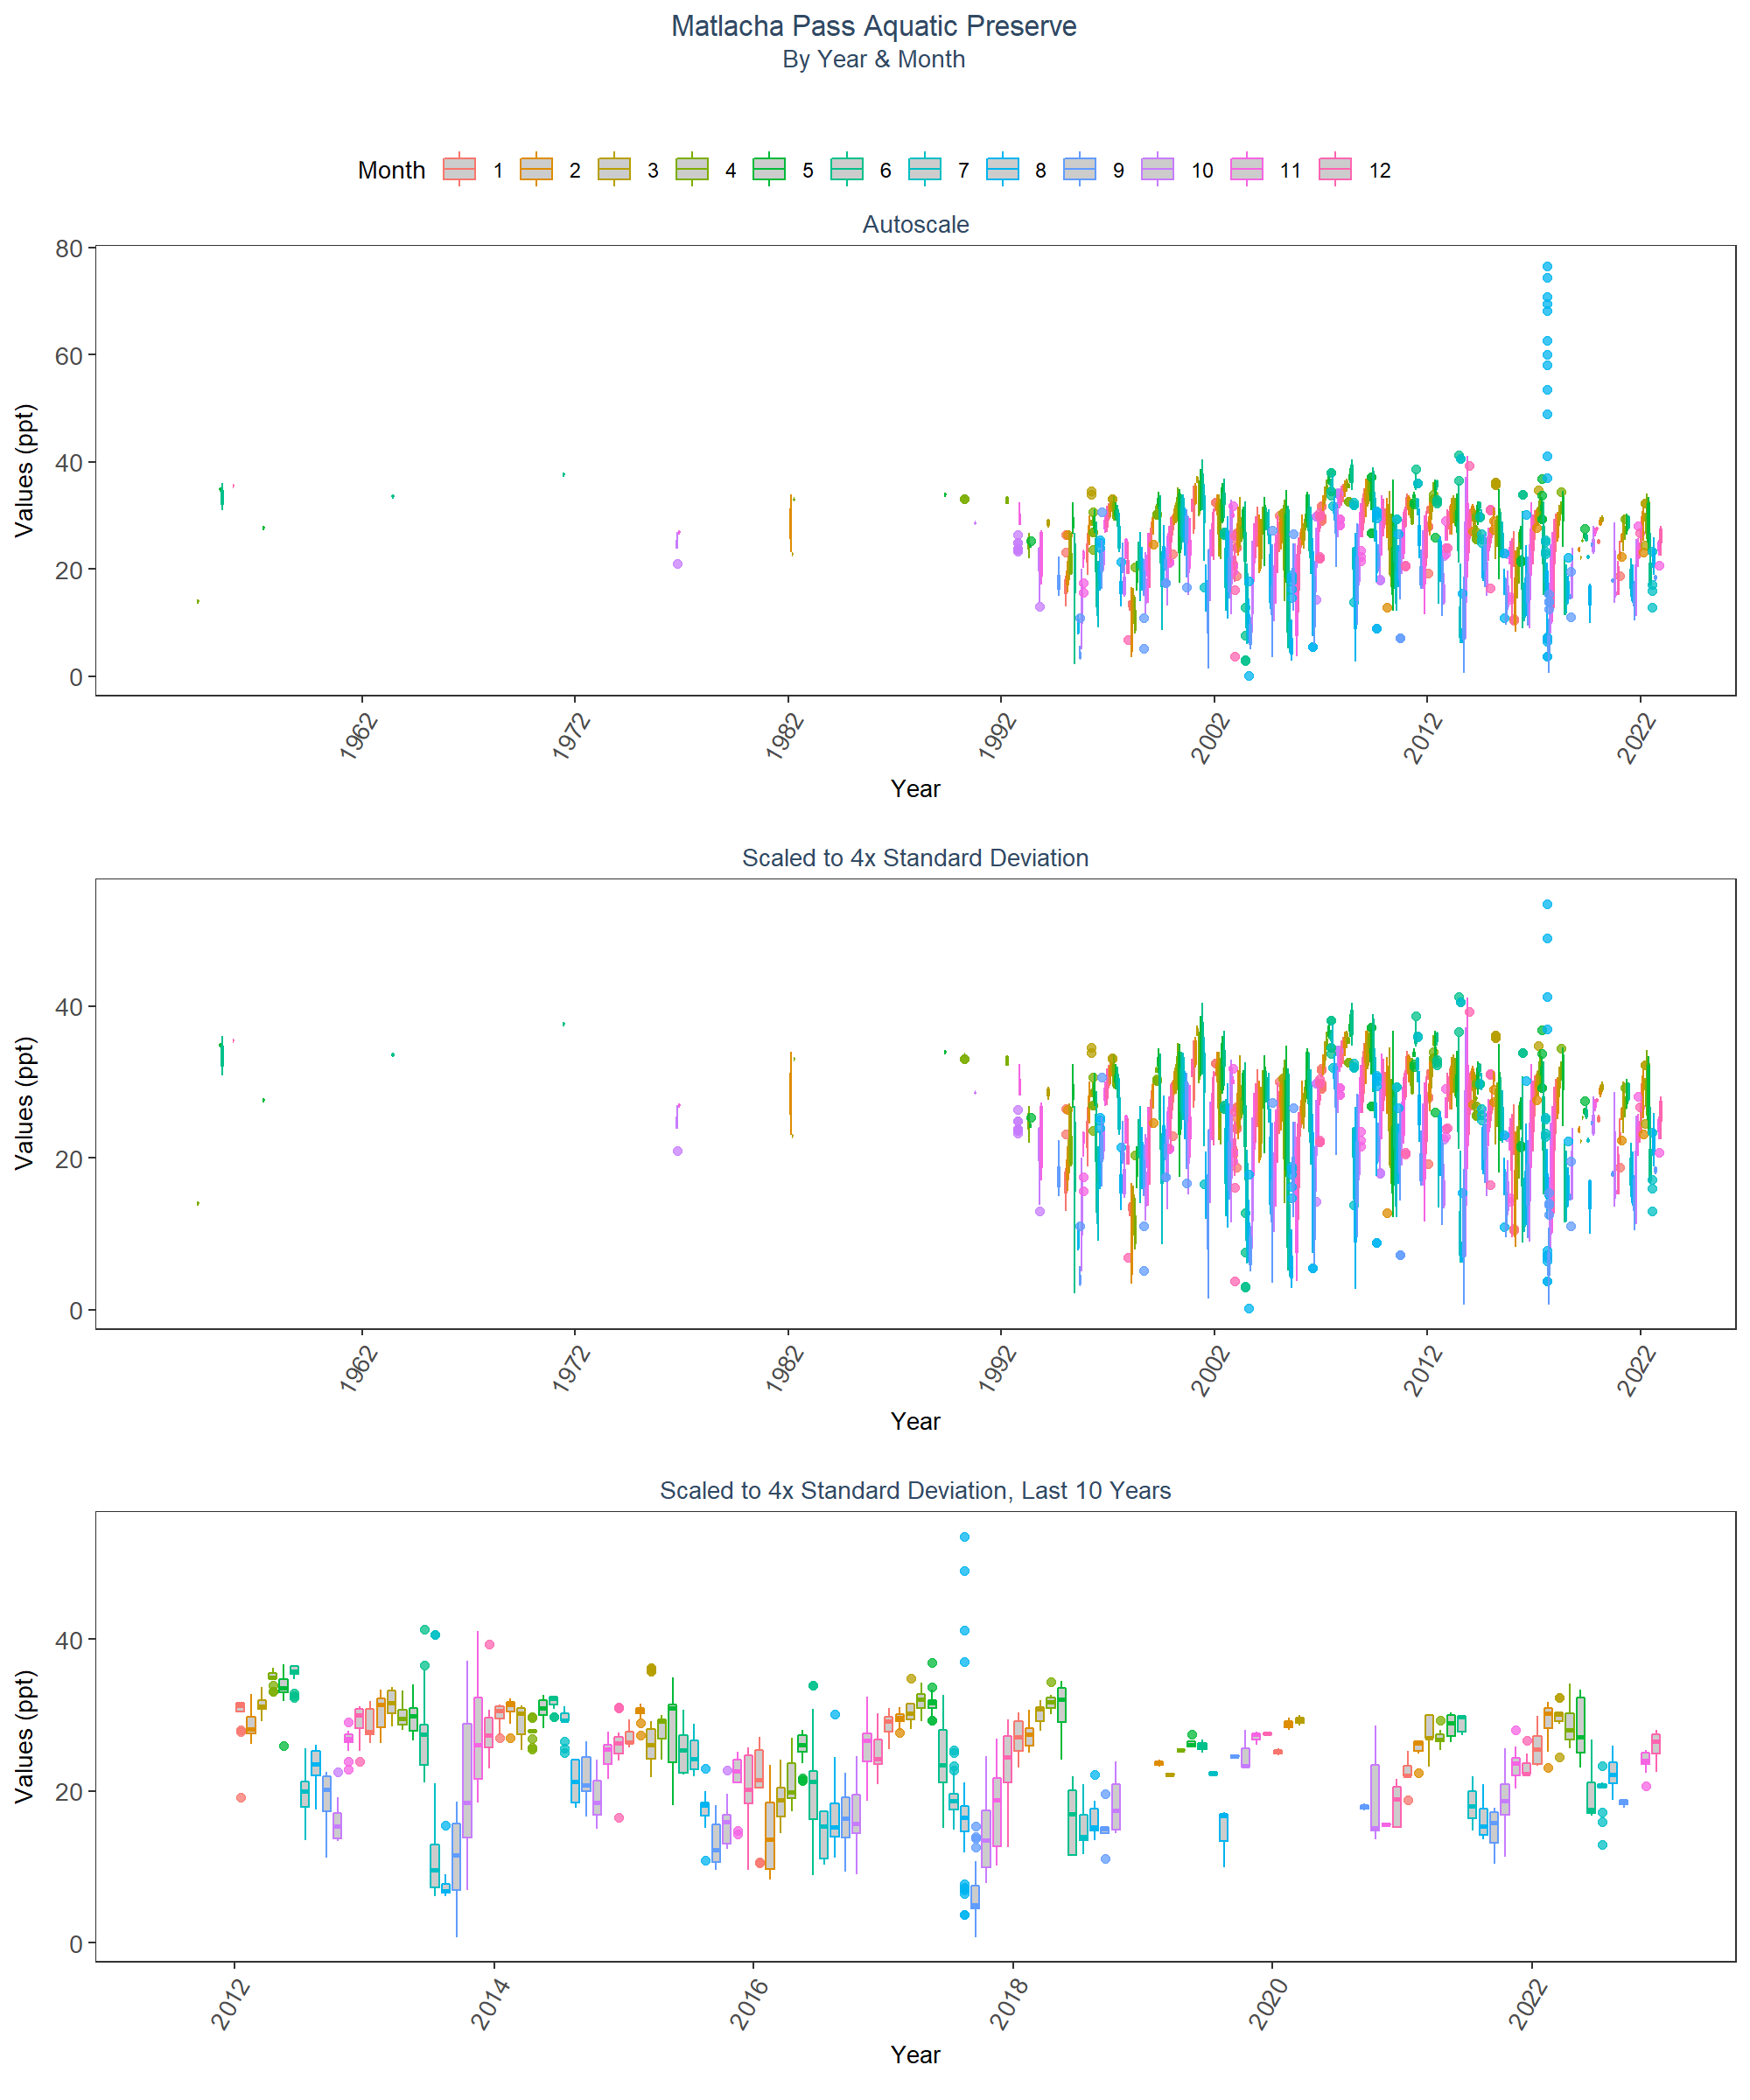 Matlacha Pass Aquatic Preserve
By Year & Month
Month 1 2 3 4 5 6 7 8 9 10 11 12
Autoscale
80
60
40
20
0
Values (ppt)
1962 1972 1982 1992 2002 2012 2022
Year
Scaled to 4x Standard Deviation
40
20
0
Values (ppt)
1962 1972 1982 1992 2002 2012 2022
Year
Scaled to 4x Standard Deviation, Last 10 Years
40
20
0
Values (ppt)
2012 2014 2016 2018 2020 2022
Year